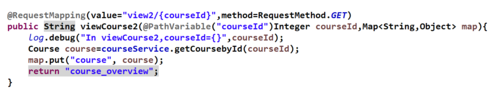 @RequestMapping(value="view2/{courseId}",method=RequestMethod.GET)
public String viewCoursee2(@PathVariable("courseId")Integer courseId,Map<String,Object> map){
log.debug("In viewCourse2,courseId={}",courseId);
Course course=courseService.getCoursebyId(courseId);
map.put("course", course);
return "course_overview";
}